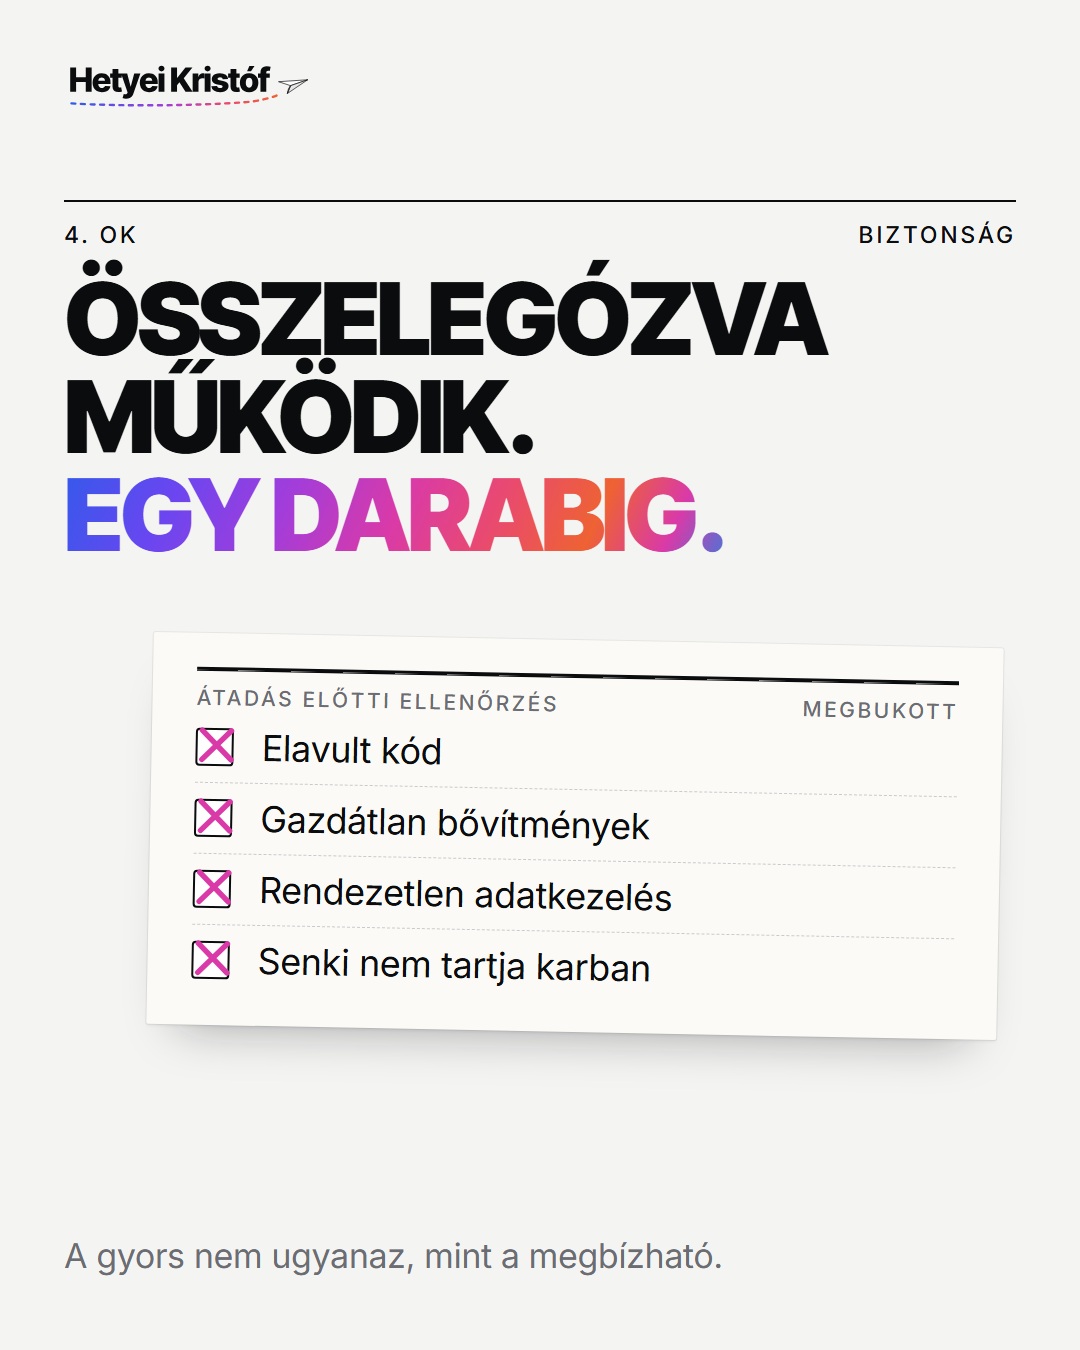 Hetyei Kristóf
4. OK
BIZTONSÁG
ÖSSZELEGÓZVA
MŰKÖDIK.
EGY DARABIG.
ÁTADÁS ELŐTTI ELLENŐRZÉS
MEGBUKOTT
Elavult kód
Gazdátlan bővítmények
Rendezetlen adatkezelés
Senki nem tartja karban
A gyors nem ugyanaz, mint a megbízható.